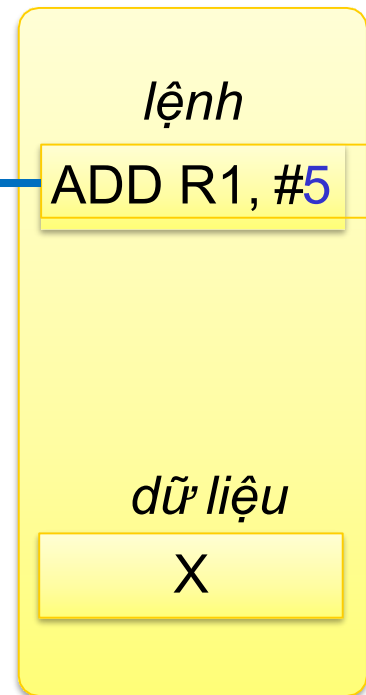 lệnh
ADD R1, #5
dữ liệu
X